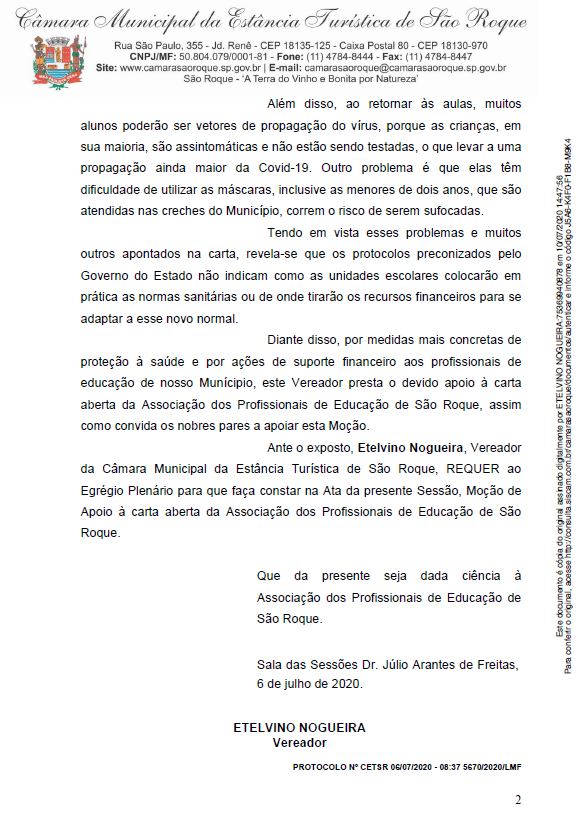 Câmara Municipal da Estância Turística de São Roque
Rua São Paulo, 355 - Jd. Renê - CEP 18135-125 - Caixa Postal 80 - CEP 18130-970
CNPJ/MF: 50.804.079/0001-81 - Fone: (11) 4784-8444 - Fax: (11) 4784-8447
Site: www.camarasaoroque.sp.gov.br | E-mail: camarasaoroque@camarasaoroque.sp.gov.br
São Roque - 'A Terra do Vinho e Bonita por Natureza'
Além disso, ao retornar às aulas, muitos
alunos poderão ser vetores de propagação do vírus, porque as crianças, em
sua maioria, são assintomáticas e não estão sendo testadas, o que levar a uma
propagação ainda maior da Covid-19. Outro problema é que elas têm
dificuldade de utilizar as máscaras, inclusive as menores de dois anos, que são
atendidas nas creches do Município, correm o risco de serem sufocadas.
Tendo em vista esses problemas e muitos
outros apontados na carta, revela-se que os protocolos preconizados pelo
Governo do Estado não indicam como as unidades escolares colocarão em
prática as normas sanitárias ou de onde tirarão os recursos financeiros para se
adaptar a esse novo normal.
Diante disso, por medidas mais concretas de
proteção à saúde e por ações de suporte financeiro aos profissionais de
educação de nosso Munícipio, este Vereador presta o devido apoio à carta
aberta da Associação dos Profissionais de Educação de São Roque, assim
como convida os nobres pares a apoiar esta Moção.
Ante o exposto, Etelvino Nogueira, Vereador
da Câmara Municipal da Estância Turística de São Roque, REQUER ao
Egrégio Plenário para que faça constar na Ata da presente Sessão, Moção de
Apoio à carta aberta da Associação dos Profissionais de Educação de São
Roque.
Que da presente seja dada ciência à
Associação dos Profissionais de Educação de
São Roque.
Sala das Sessões Dr. Júlio Arantes de Freitas,
6 de julho de 2020.
ETELVINO NOGUEIRA
Vereador
PROTOCOLO Nº CETSR 06/07/2020 - 08:37 5670/2020/LMF
2
Este documento é cópia do original assinado digitalmente por ETELVINO NOGUEIRA:75369940878 em 10/07/2020 14:47:56
Para conferir o original, acesse http://consulta.siscam.com.br/camarasaoroque/documentos/autenticar e informe o código J5A6-K4F0-F1B8-M9K4